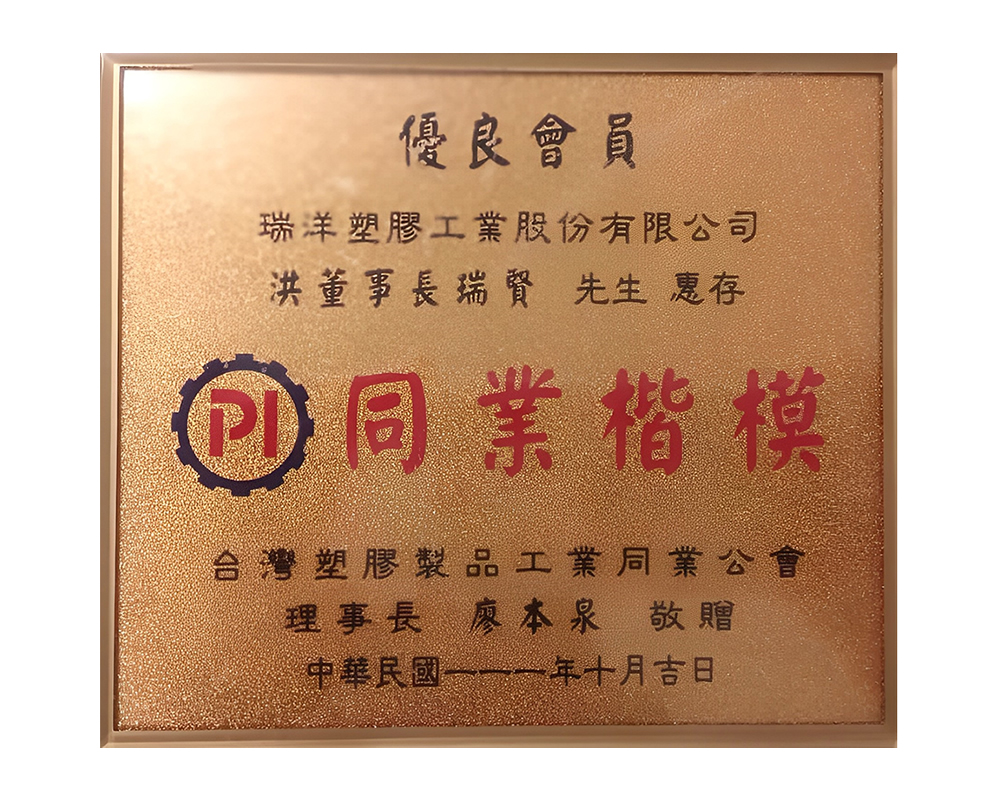 優良會員
瑞洋塑膠工業股份有限公司
洪董事長瑞賢 先生 惠存
PI 同業楷模
台灣塑膠製品工業同業公會
理事長 廖本泉 敬贈
中華民國一一一年十月吉日